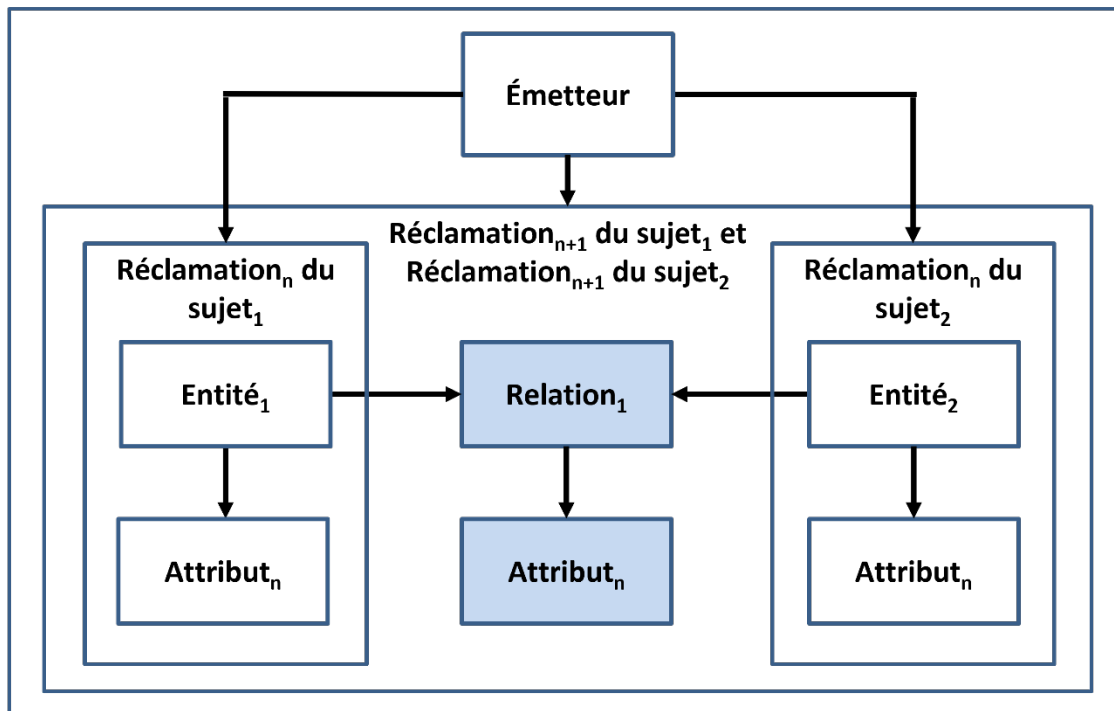 Émetteur
Réclamationₙ₊₁ du sujet₁ et
Réclamationₙ₊₁ du sujet₂
Réclamationₙ du
sujet₁
Réclamationₙ du
sujet₂
Entité₁
Relation₁
Entité₂
Attributₙ
Attributₙ
Attributₙ